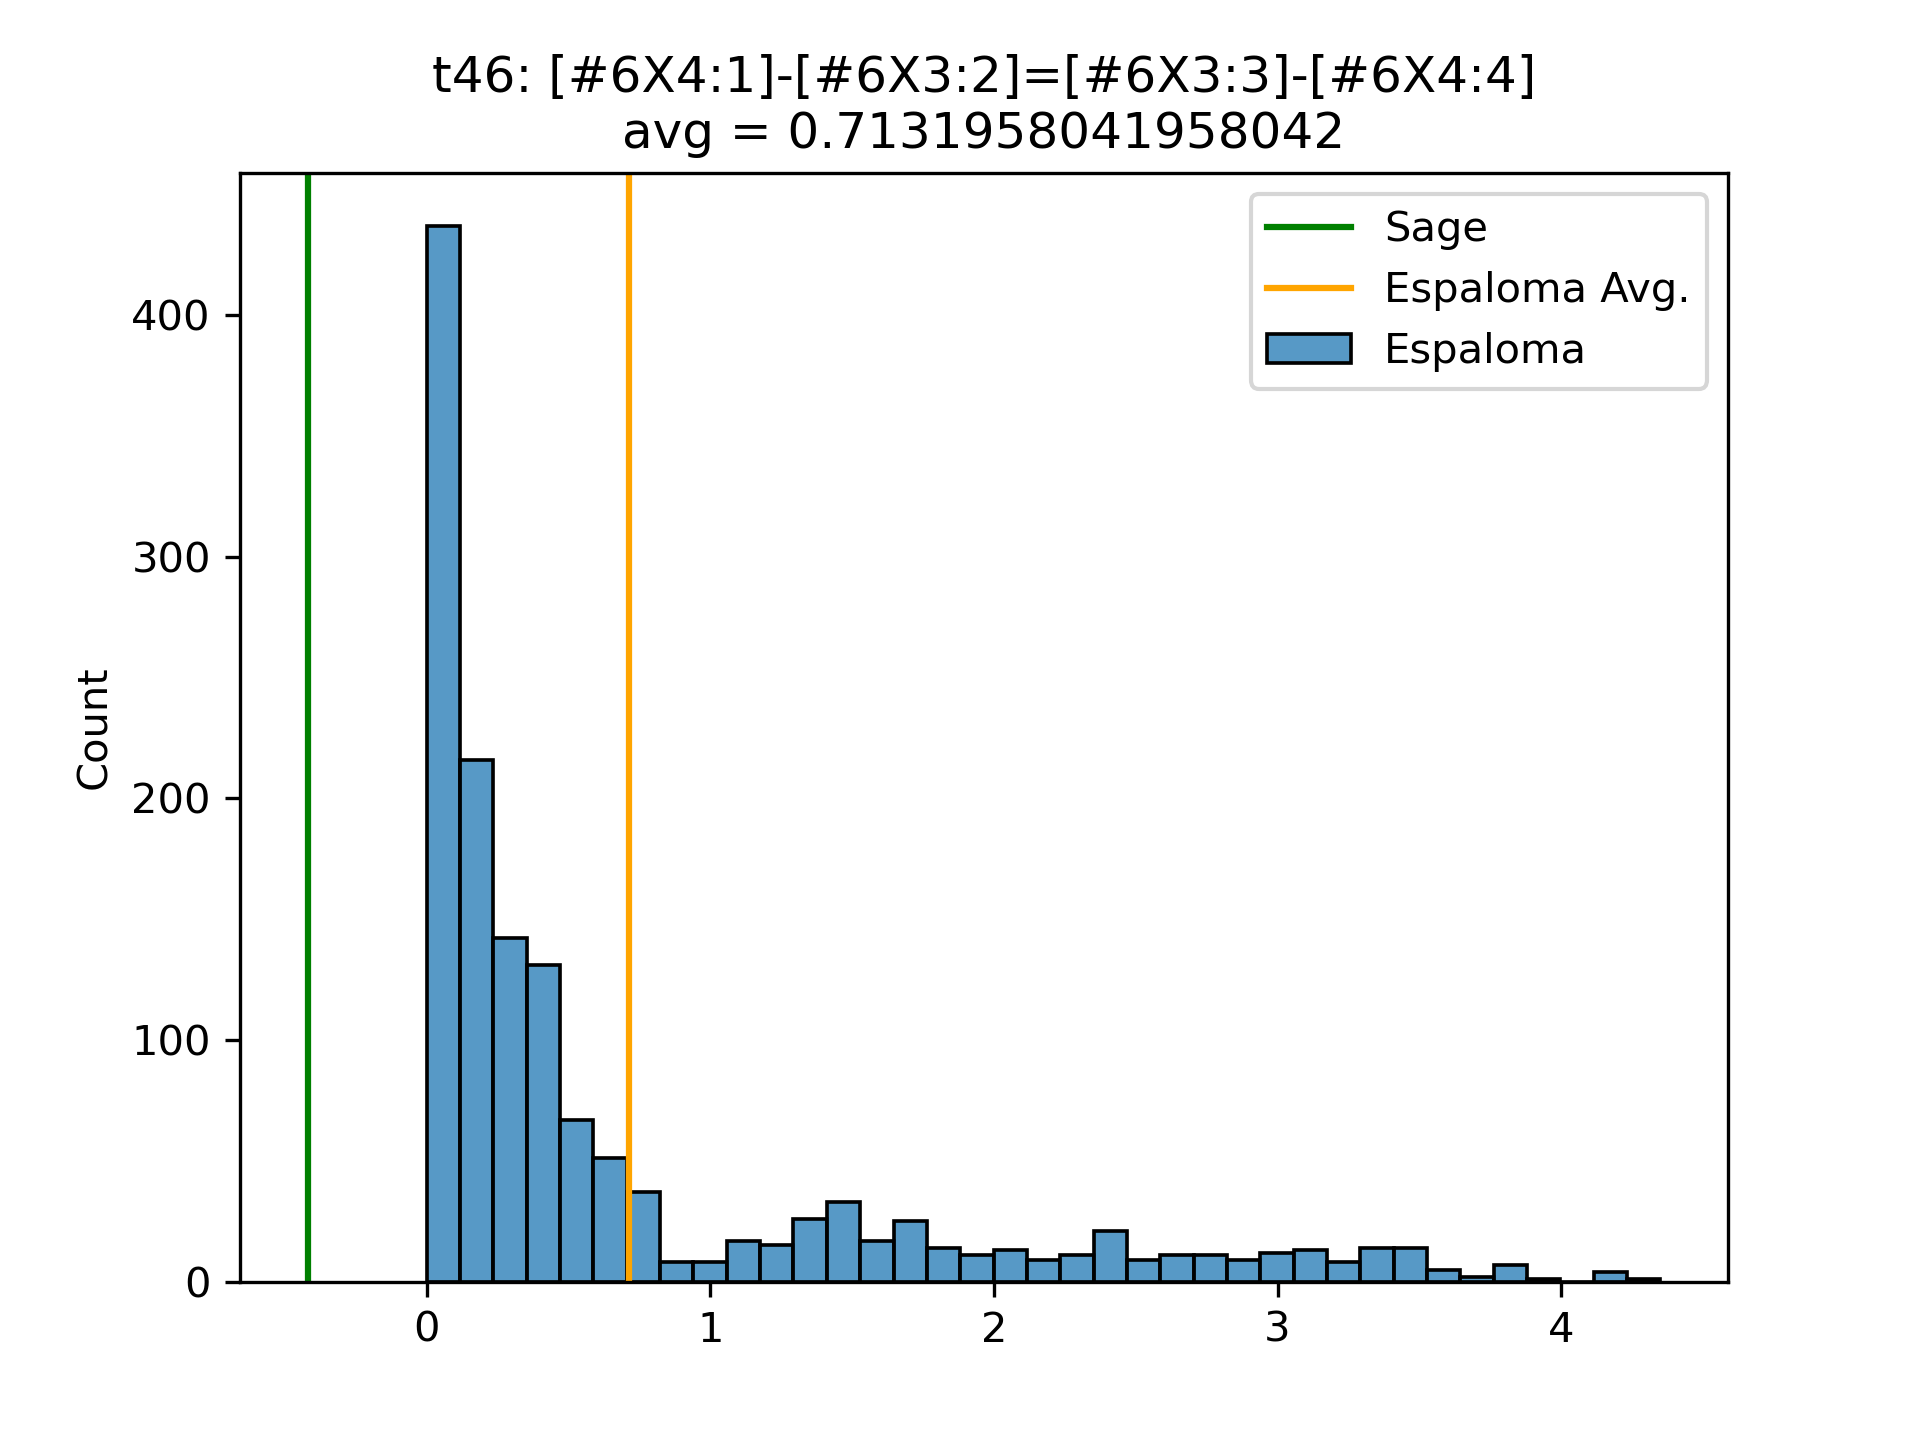 t46: [#6X4:1]-[#6X3:2]=[#6X3:3]-[#6X4:4]
avg = 0.7131958041958042
Sage
Espaloma Avg.
Espaloma
Count
400
300
200
100
0
0 1 2 3 4